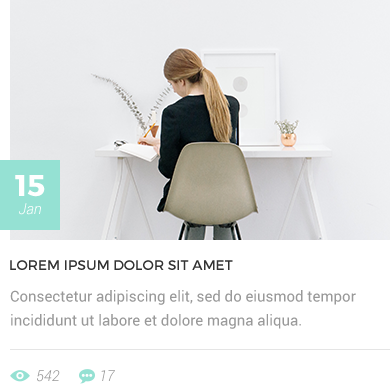 15
Jan
LOREM IPSUM DOLOR SIT AMET
Consectetur adipiscing elit, sed do eiusmod tempor
incididunt ut labore et dolore magna aliqua.
542 17